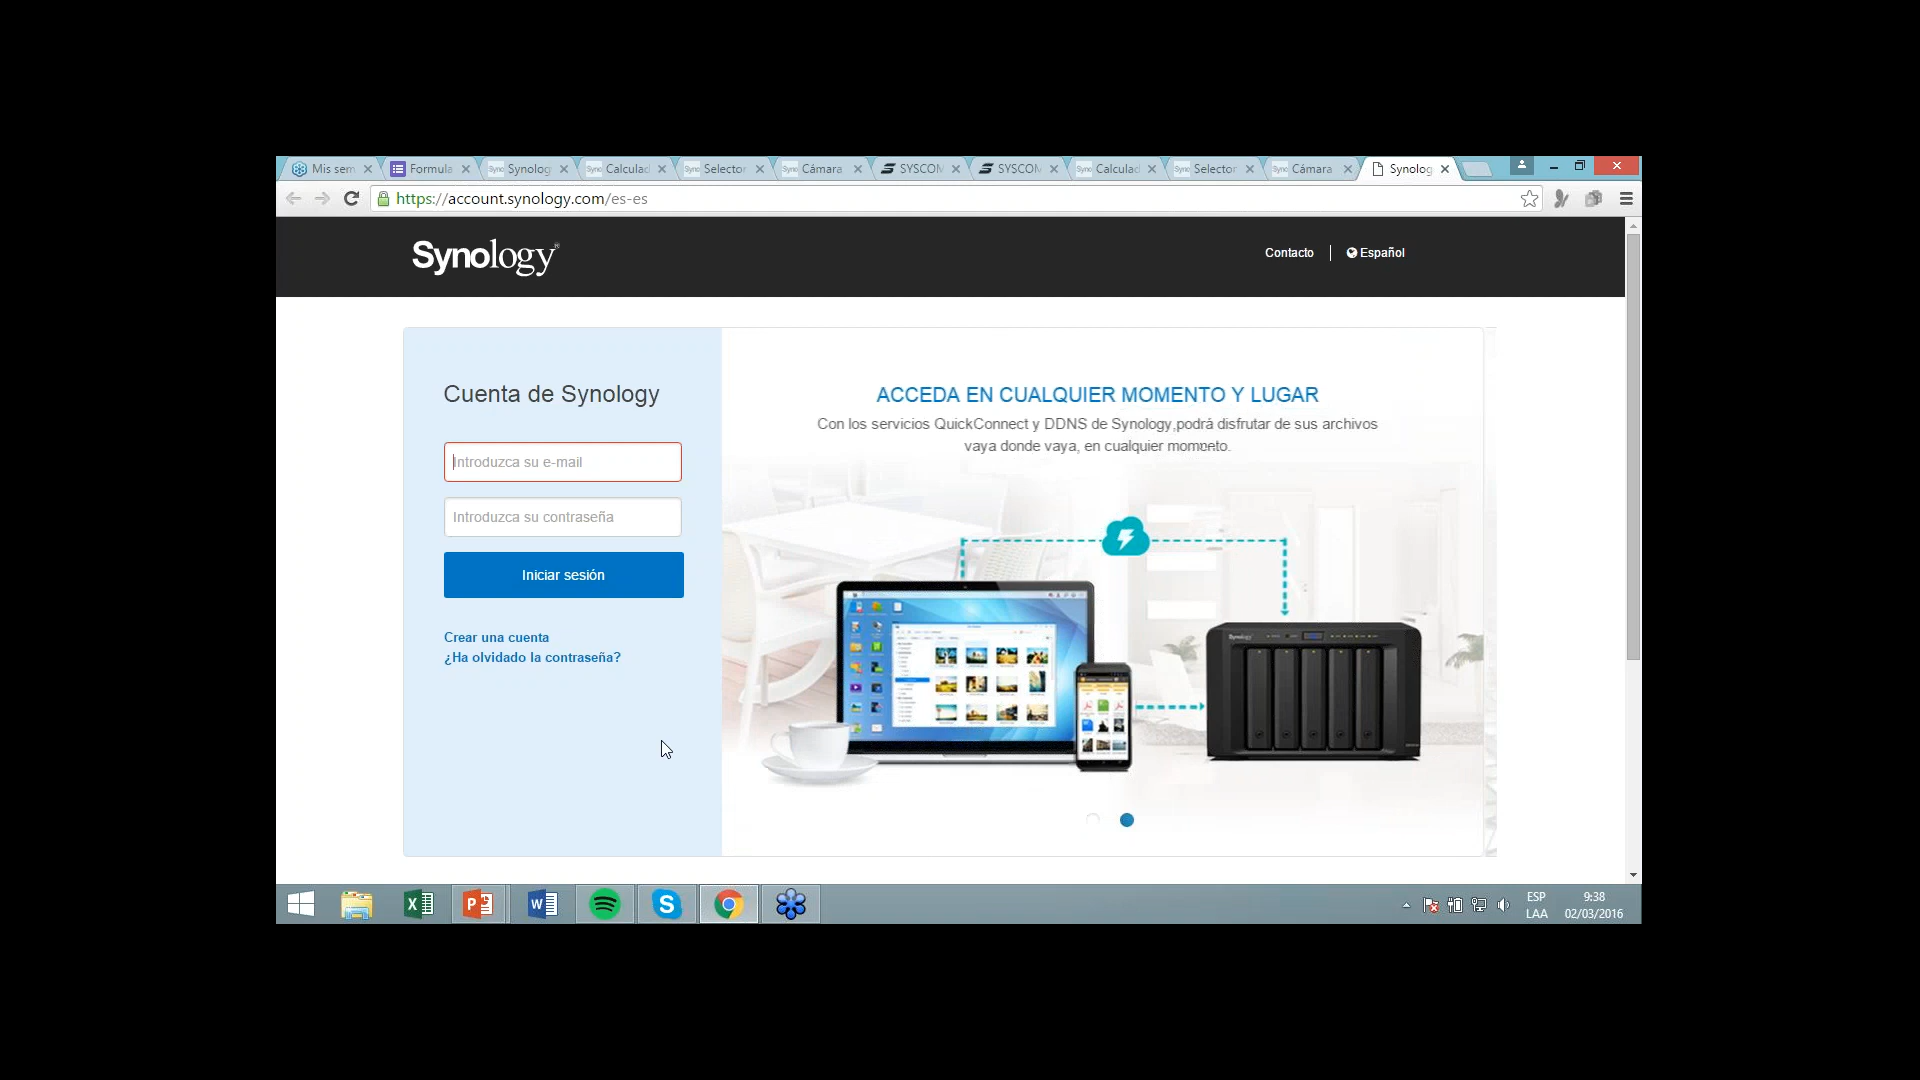 Mis sem
Formula
Synolog
Calculad
Selector
Cámara
SYSCOM
SYSCOM
Calculad
Selector
Cámara
Synolog
https://account.synology.com/es-es
Synology
Contacto
Español
Cuenta de Synology
Introduzca su e-mail
Introduzca su contraseña
Iniciar sesión
Crear una cuenta
¿Ha olvidado la contraseña?
ACCEDA EN CUALQUIER MOMENTO Y LUGAR
Con los servicios QuickConnect y DDNS de Synology,podrá disfrutar de sus archivos
vaya donde vaya, en cualquier momento.
Synology
ESP
LAA
9:38
02/03/2016